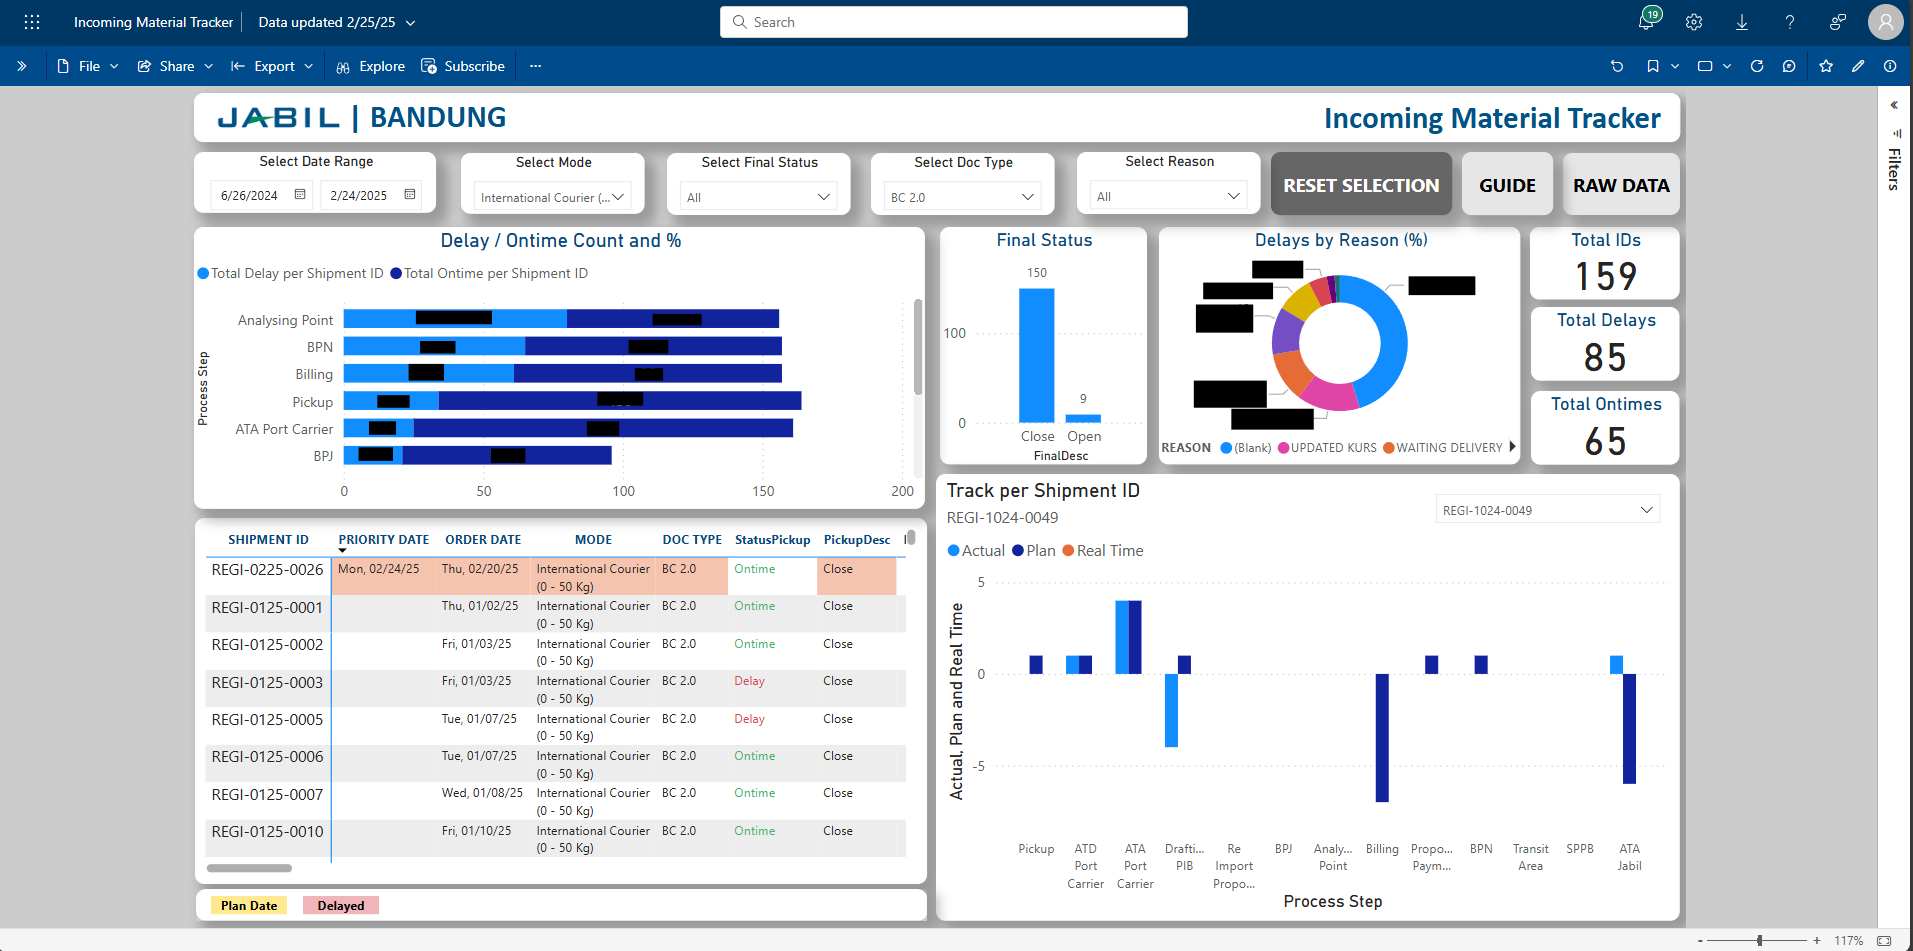 Incoming Material Tracker
Data updated 2/25/25
Search
19
File
Share
Export
Explore
Subscribe
JABIL | BANDUNG
Incoming Material Tracker
Filters
Select Date Range
6/26/2024
2/24/2025
Select Mode
International Courier (...
Select Final Status
All
Select Doc Type
BC 2.0
Select Reason
All
RESET SELECTION
GUIDE
RAW DATA
Delay / Ontime Count and %
Total Delay per Shipment ID
Total Ontime per Shipment ID
Process Step
Analysing Point
BPN
Billing
Pickup
ATA Port Carrier
BPJ
0 50 100 150 200
Final Status
150
100
9
0
Close Open
FinalDesc
Delays by Reason (%)
REASON (Blank) UPDATED KURS WAITING DELIVERY
Total IDs
159
Total Delays
85
Total Ontimes
65
SHIPMENT ID PRIORITY DATE ORDER DATE MODE DOC TYPE StatusPickup PickupDesc
REGI-0225-0026 Mon, 02/24/25 Thu, 02/20/25 International Courier (0 - 50 Kg) BC 2.0 Ontime Close
REGI-0125-0001 Thu, 01/02/25 International Courier (0 - 50 Kg) BC 2.0 Ontime Close
REGI-0125-0002 Fri, 01/03/25 International Courier (0 - 50 Kg) BC 2.0 Ontime Close
REGI-0125-0003 Fri, 01/03/25 International Courier (0 - 50 Kg) BC 2.0 Delay Close
REGI-0125-0005 Tue, 01/07/25 International Courier (0 - 50 Kg) BC 2.0 Delay Close
REGI-0125-0006 Tue, 01/07/25 International Courier (0 - 50 Kg) BC 2.0 Ontime Close
REGI-0125-0007 Wed, 01/08/25 International Courier (0 - 50 Kg) BC 2.0 Ontime Close
REGI-0125-0010 Fri, 01/10/25 International Courier (0 - 50 Kg) BC 2.0 Ontime Close
Plan Date
Delayed
Track per Shipment ID
REGI-1024-0049
REGI-1024-0049
Actual Plan Real Time
Actual, Plan and Real Time
5
0
-5
Pickup
ATD Port Carrier
ATA Port Carrier
Drafti... PIB
Re Import Propo...
BPJ
Analy... Point
Billing
Propo... Paym...
BPN
Transit Area
SPPB
ATA Jabil
Process Step
117%